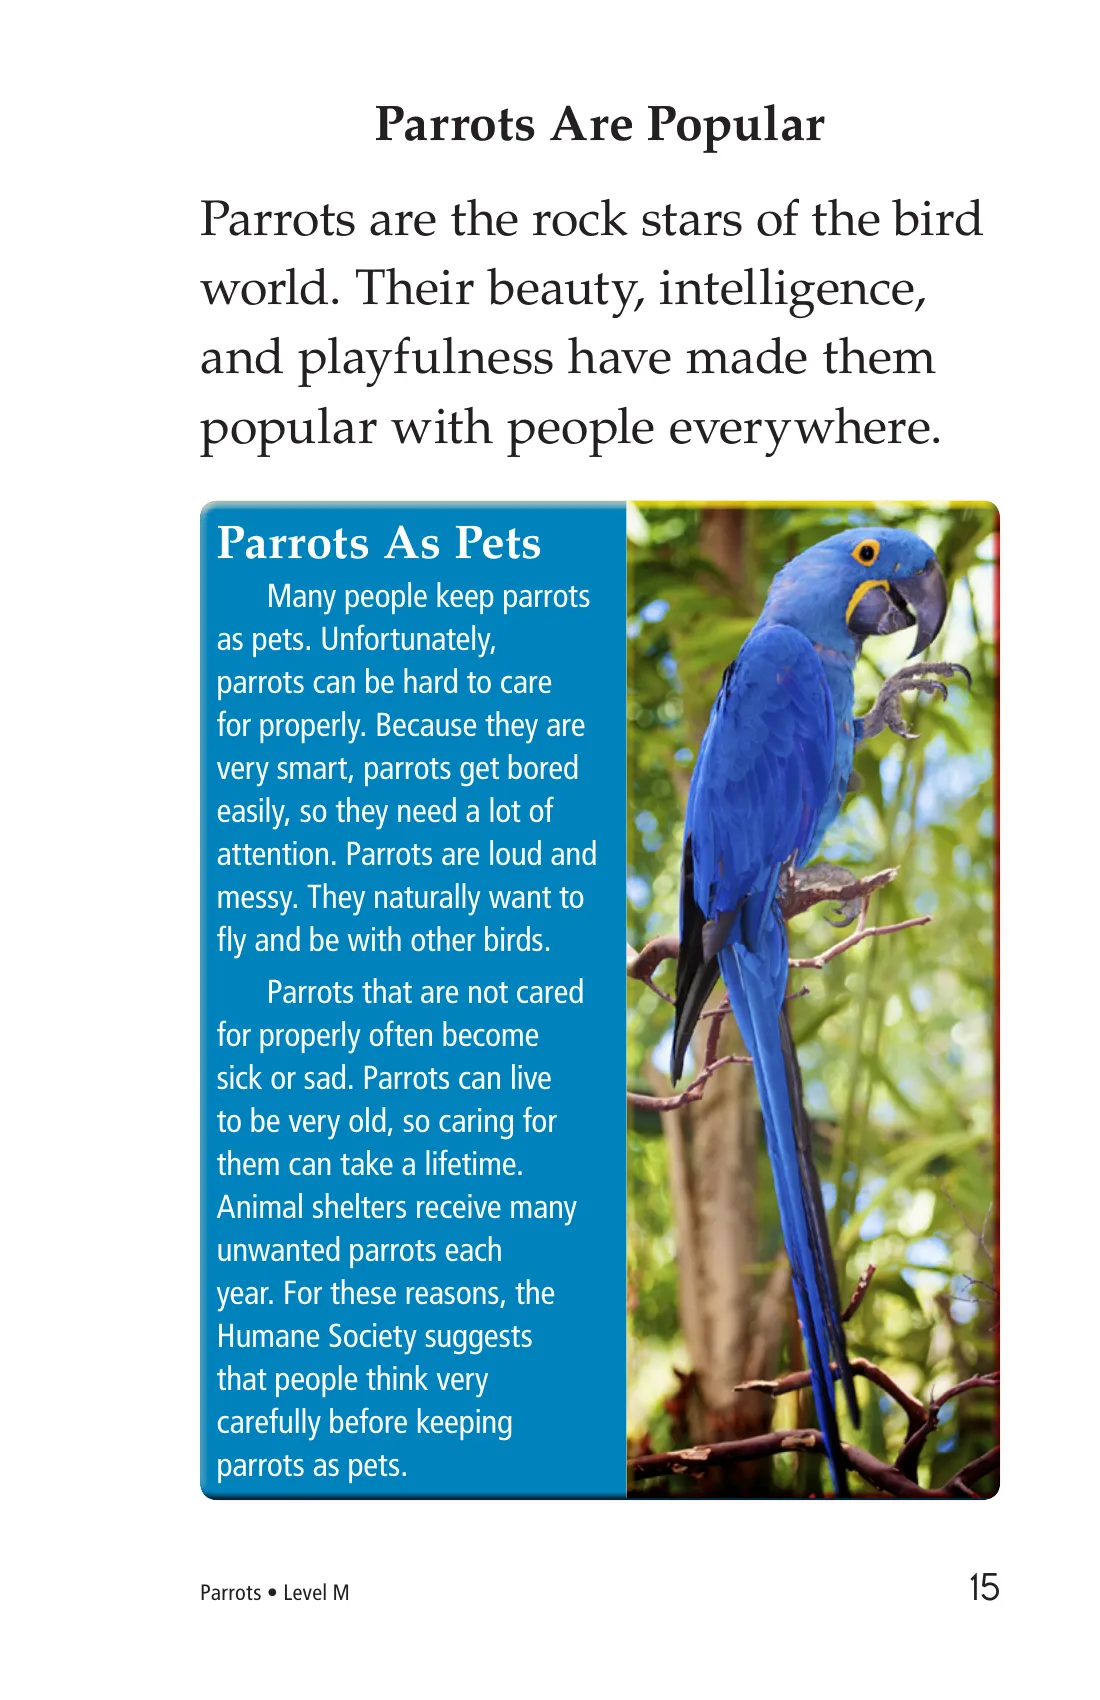 Parrots Are Popular
Parrots are the rock stars of the bird
world. Their beauty, intelligence,
and playfulness have made them
popular with people everywhere.
Parrots As Pets
Many people keep parrots
as pets. Unfortunately,
parrots can be hard to care
for properly. Because they are
very smart, parrots get bored
easily, so they need a lot of
attention. Parrots are loud and
messy. They naturally want to
fly and be with other birds.
Parrots that are not cared
for properly often become
sick or sad. Parrots can live
to be very old, so caring for
them can take a lifetime.
Animal shelters receive many
unwanted parrots each
year. For these reasons, the
Humane Society suggests
that people think very
carefully before keeping
parrots as pets.
Parrots • Level M
15